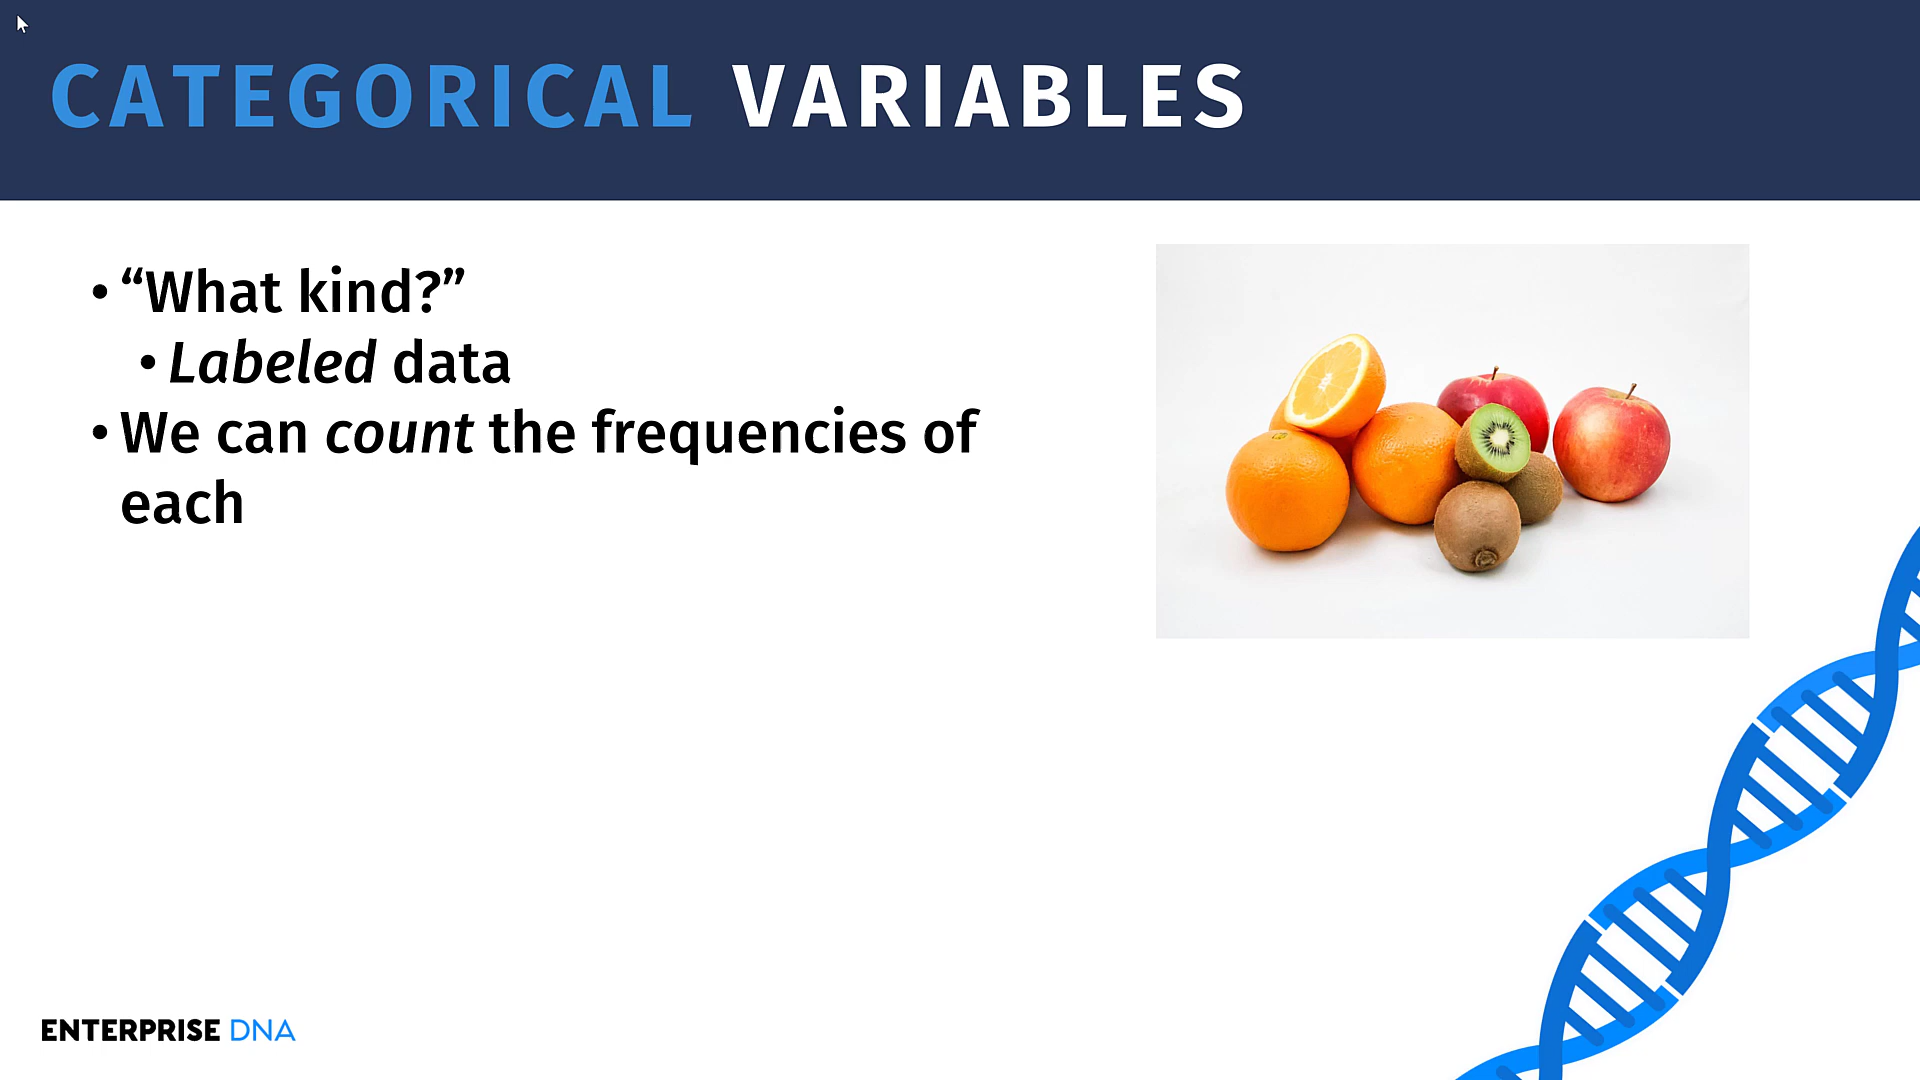 CATEGORICAL VARIABLES
• “What kind?”
• Labeled data
• We can count the frequencies of
each
ENTERPRISE DNA